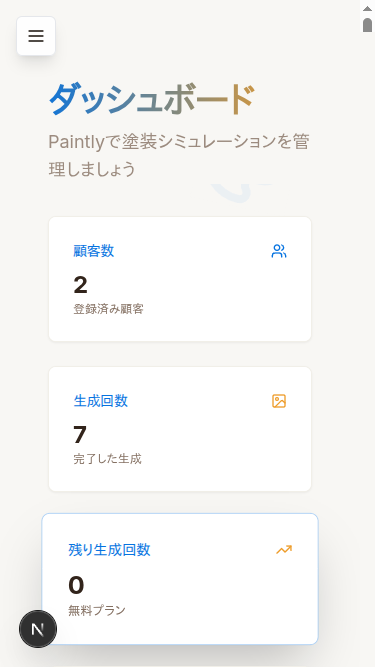 ダッシュボード
Paintlyで塗装シミュレーションを管
理しましょう
顧客数
2
登録済み顧客
生成回数
7
完了した生成
残り生成回数
0
無料プラン
N